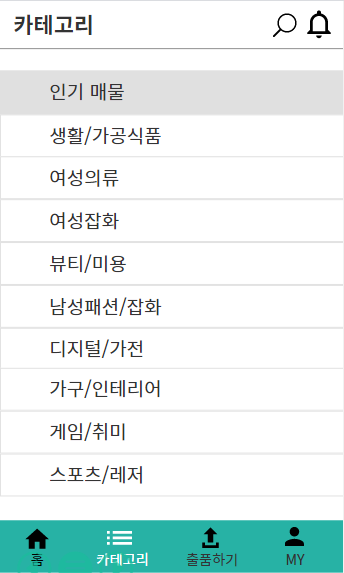 카테고리
인기 매물
생활/가공식품
여성의류
여성잡화
뷰티/미용
남성패션/잡화
디지털/가전
가구/인테리어
게임/취미
스포츠/레저
홈 카테고리 출품하기 MY